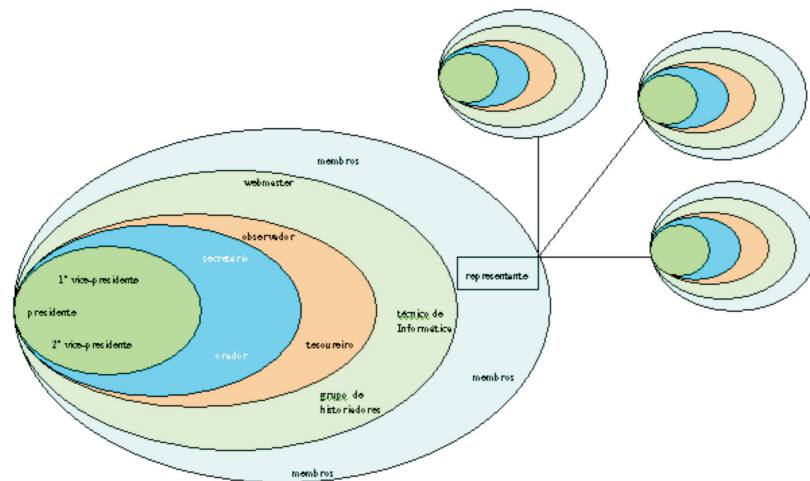 membros
webmaster
observador
secretário
1º vice-presidente
representante
presidente
técnico de
Informática
2º vice-presidente
tesoureiro
orador
membros
grupo de
historiadores
membros